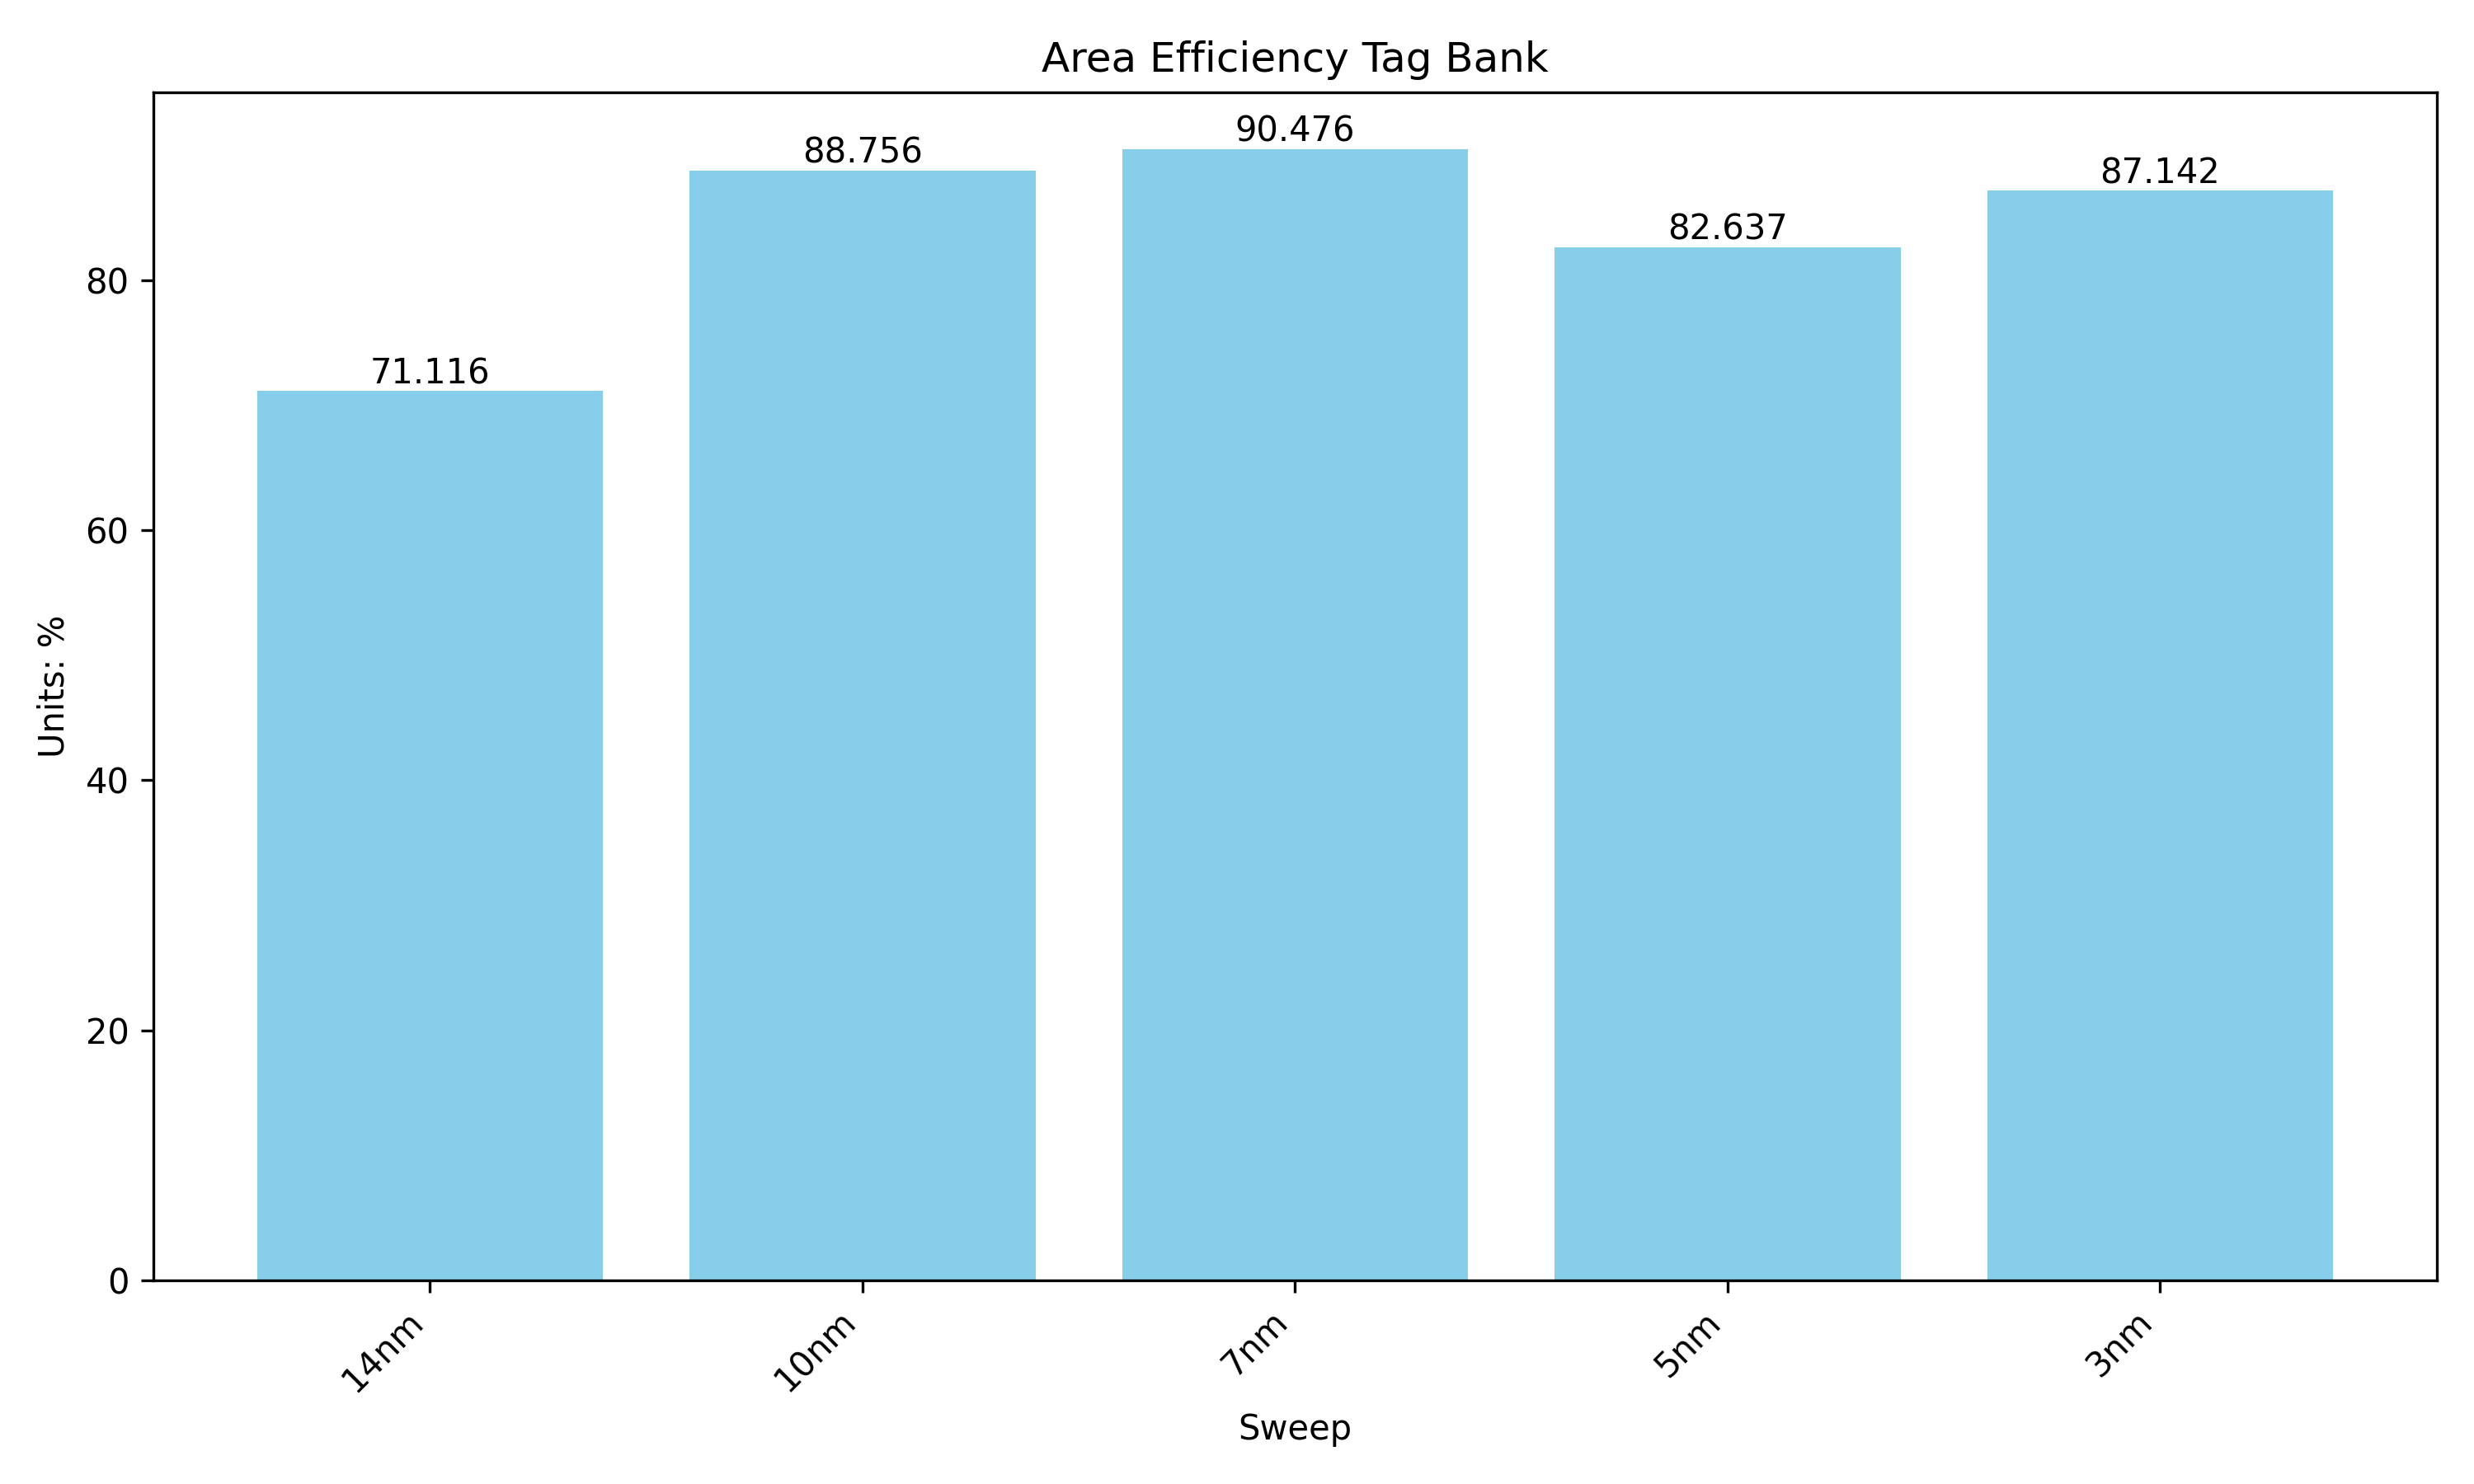 Area Efficiency Tag Bank
90.476
88.756
87.142
82.637
71.116
80
60
40
20
0
Units: %
14nm
10nm
7nm
5nm
3nm
Sweep